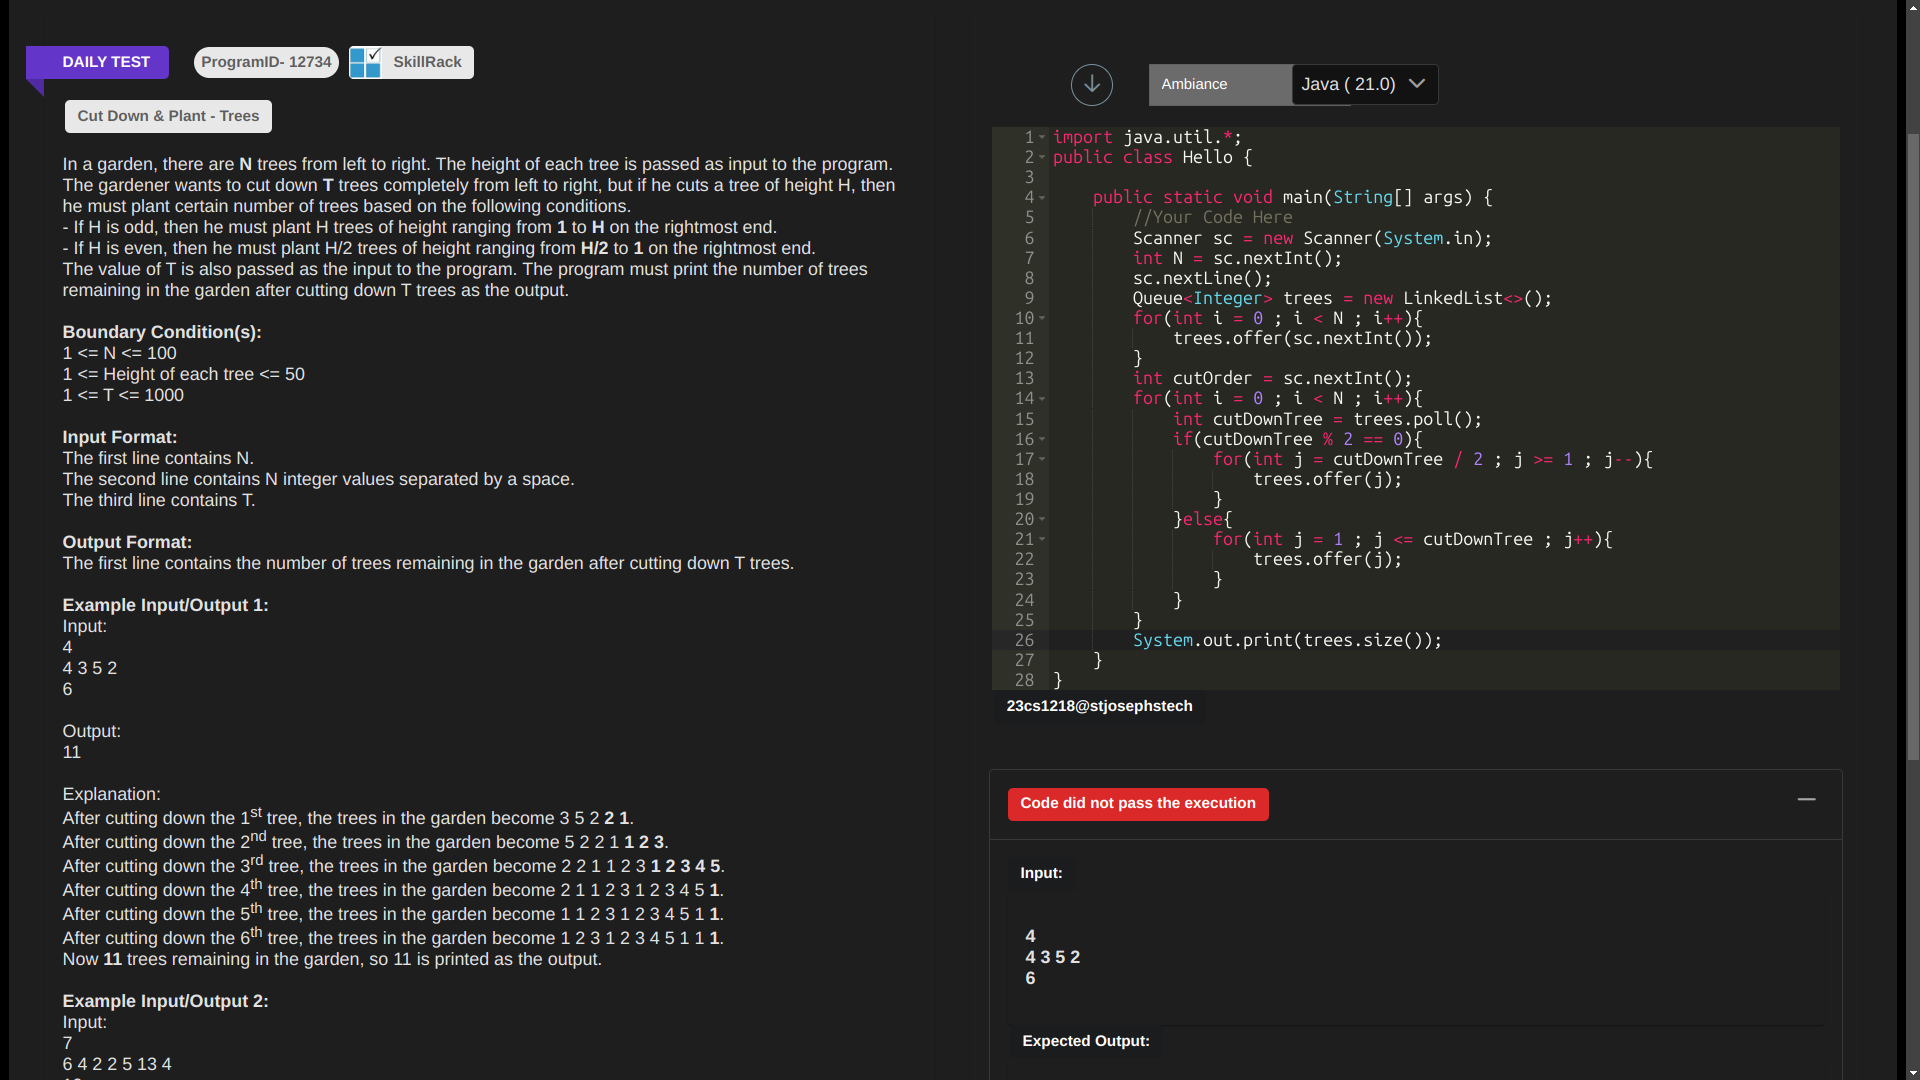 DAILY TEST
ProgramID- 12734
SkillRack
Cut Down & Plant - Trees
In a garden, there are N trees from left to right. The height of each tree is passed as input to the program.
The gardener wants to cut down T trees completely from left to right, but if he cuts a tree of height H, then
he must plant certain number of trees based on the following conditions.
- If H is odd, then he must plant H trees of height ranging from 1 to H on the rightmost end.
- If H is even, then he must plant H/2 trees of height ranging from H/2 to 1 on the rightmost end.
The value of T is also passed as the input to the program. The program must print the number of trees
remaining in the garden after cutting down T trees as the output.
Boundary Condition(s):
1 <= N <= 100
1 <= Height of each tree <= 50
1 <= T <= 1000
Input Format:
The first line contains N.
The second line contains N integer values separated by a space.
The third line contains T.
Output Format:
The first line contains the number of trees remaining in the garden after cutting down T trees.
Example Input/Output 1:
Input:
4
4 3 5 2
6
Output:
11
Explanation:
After cutting down the 1st tree, the trees in the garden become 3 5 2 2 1.
After cutting down the 2nd tree, the trees in the garden become 5 2 2 1 1 2 3.
After cutting down the 3rd tree, the trees in the garden become 2 2 1 1 2 3 1 2 3 4 5.
After cutting down the 4th tree, the trees in the garden become 2 1 1 2 3 1 2 3 4 5 1.
After cutting down the 5th tree, the trees in the garden become 1 1 2 3 1 2 3 4 5 1 1.
After cutting down the 6th tree, the trees in the garden become 1 2 3 1 2 3 4 5 1 1 1.
Now 11 trees remaining in the garden, so 11 is printed as the output.
Example Input/Output 2:
Input:
7
6 4 2 2 5 13 4
Ambiance
Java ( 21.0)
1 import java.util.*;
2 public class Hello {
3
4 public static void main(String[] args) {
5 //Your Code Here
6 Scanner sc = new Scanner(System.in);
7 int N = sc.nextInt();
8 sc.nextLine();
9 Queue<Integer> trees = new LinkedList<>();
10 for(int i = 0 ; i < N ; i++){
11 trees.offer(sc.nextInt());
12 }
13 int cutOrder = sc.nextInt();
14 for(int i = 0 ; i < N ; i++){
15 int cutDownTree = trees.poll();
16 if(cutDownTree % 2 == 0){
17 for(int j = cutDownTree / 2 ; j >= 1 ; j--){
18 trees.offer(j);
19 }
20 }else{
21 for(int j = 1 ; j <= cutDownTree ; j++){
22 trees.offer(j);
23 }
24 }
25 }
26 System.out.print(trees.size());
27 }
28 }
23cs1218@stjosephstech
Code did not pass the execution
Input:
4
4 3 5 2
6
Expected Output: